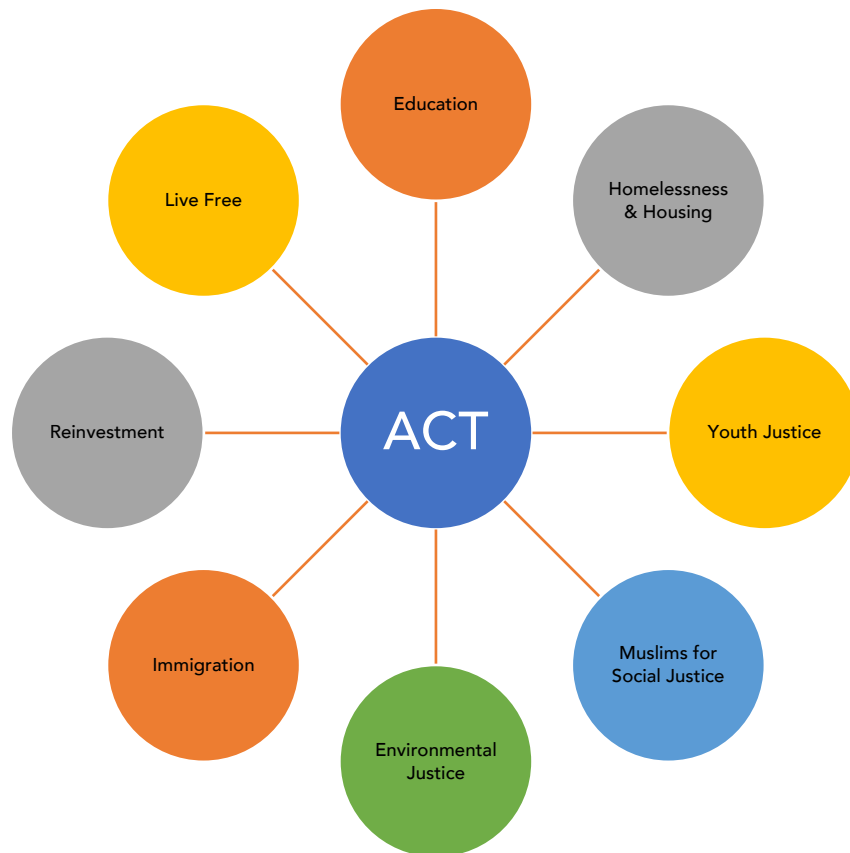 Education
Homelessness
& Housing
Live Free
ACT
Reinvestment
Youth Justice
Muslims for
Social Justice
Immigration
Environmental
Justice